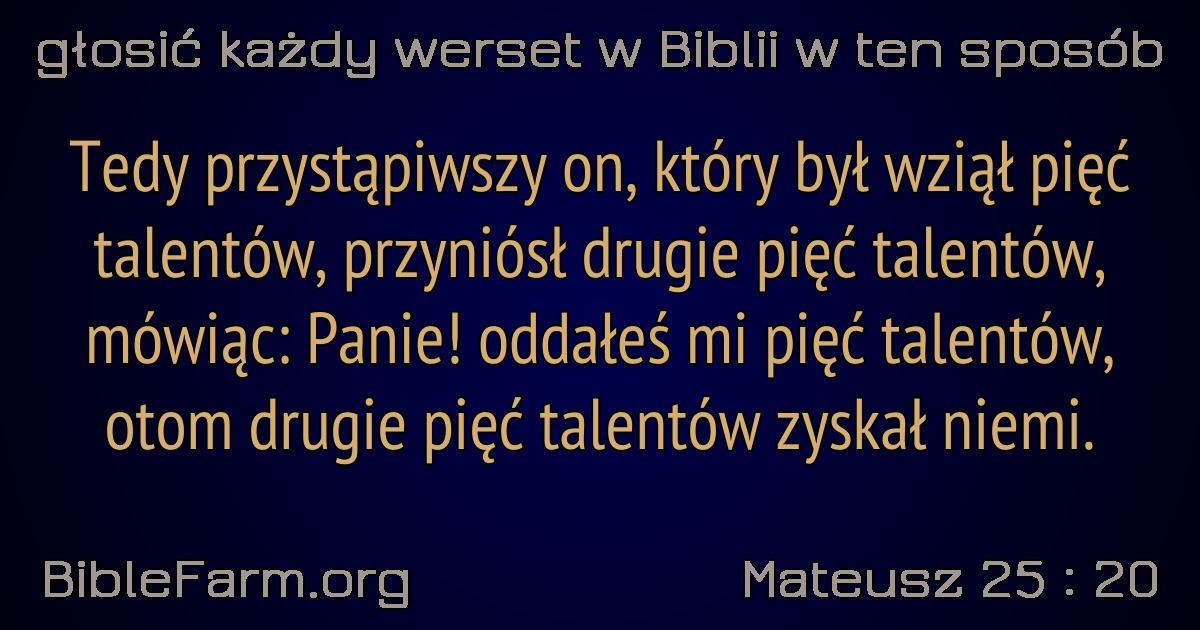 głosić każdy werset w Biblii w ten sposób
Tedy przystąpiwszy on, który był wziął pięć
talentów, przyniósł drugie pięć talentów,
mówiąc: Panie! oddałeś mi pięć talentów,
otom drugie pięć talentów zyskał niemi.
BibleFarm.org
Mateusz 25 : 20